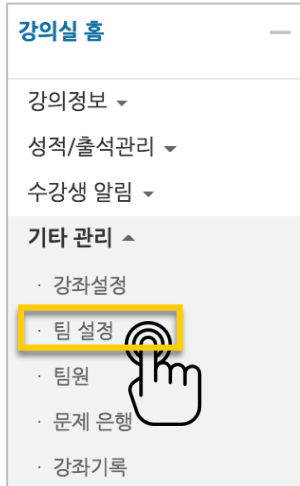 강의실 홈
강의정보
성적/출석관리
수강생 알림
기타 관리
· 강좌설정
· 팀 설정
· 팀원
· 문제 은행
· 강좌기록